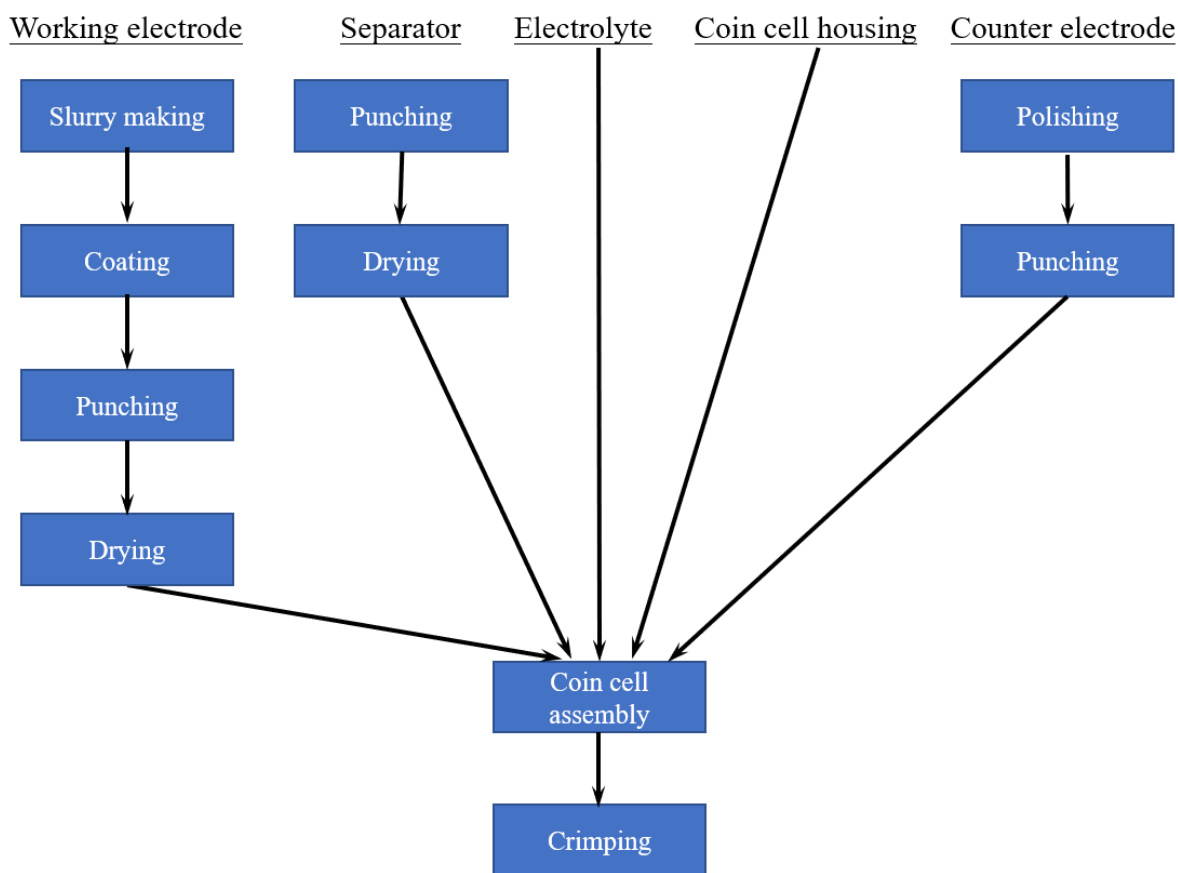 Working electrode
Separator
Electrolyte
Coin cell housing
Counter electrode
Slurry making
Punching
Polishing
Coating
Drying
Punching
Punching
Drying
Coin cell
assembly
Crimping